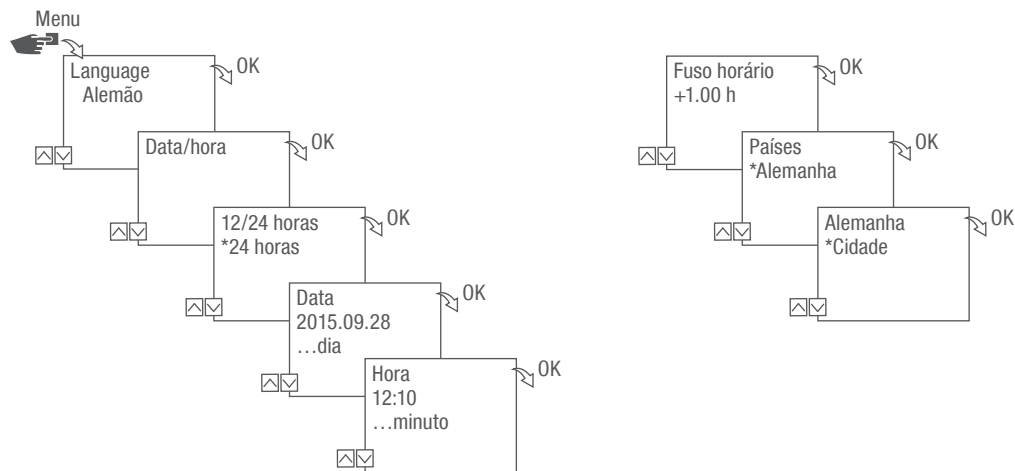 Menu
Language
Alemão
OK
Data/hora
OK
12/24 horas
*24 horas
OK
Data
2015.09.28
…dia
OK
Hora
12:10
…minuto
OK
Fuso horário
+1.00 h
OK
Países
*Alemanha
OK
Alemanha
*Cidade
OK